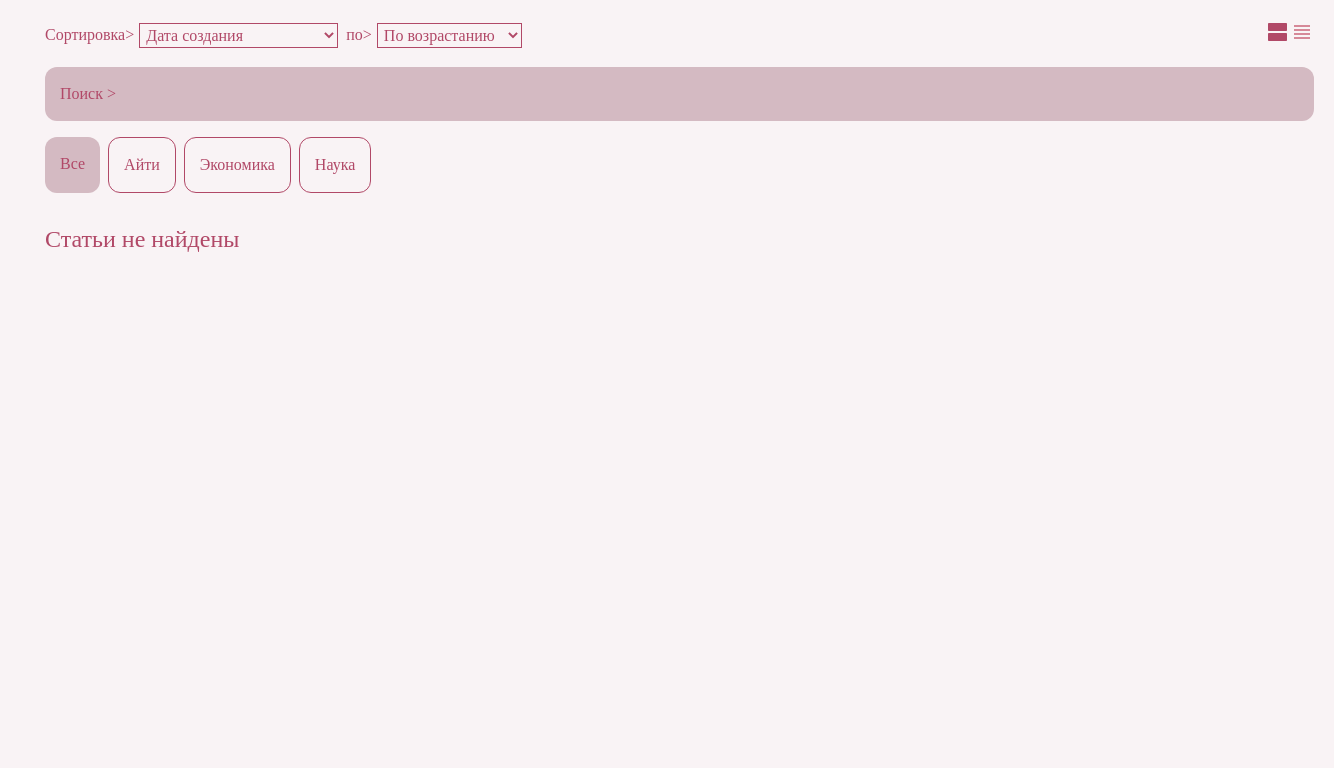 Сортировка> Дата создания по> По возрастанию
Поиск >
Все Айти Экономика Наука
Статьи не найдены